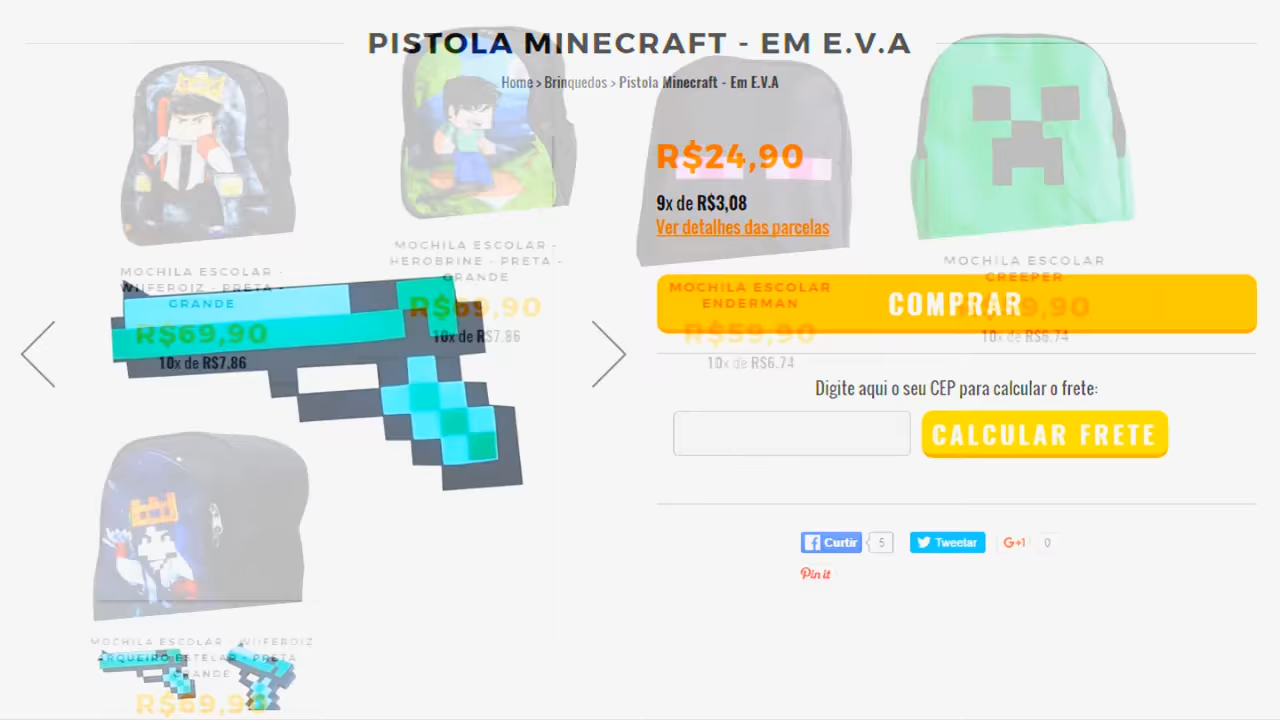 PISTOLA MINECRAFT - EM E.V.A
Home > Brinquedos > Pistola Minecraft - Em E.V.A
R$24,90
9x de R$3,08
Ver detalhes das parcelas
MOCHILA ESCOLAR -
HEROBRINE - PRETA -
GRANDE
R$69,90
10x de R$7.86
MOCHILA ESCOLAR -
WIIFEROIZ - PRETA -
GRANDE
R$69,90
10x de R$7,86
MOCHILA ESCOLAR
ENDERMAN
R$59,90
10x de R$6.74
MOCHILA ESCOLAR
CREEPER
10x de R$6.74
COMPRAR
Digite aqui o seu CEP para calcular o frete:
CALCULAR FRETE
Curtir
5
Tweetar
G+1
0
Pin it
MOCHILA ESCOLAR - WIIFEROIZ
ARQUEIRO ESTELAR - PRETA
GRANDE
R$69,90